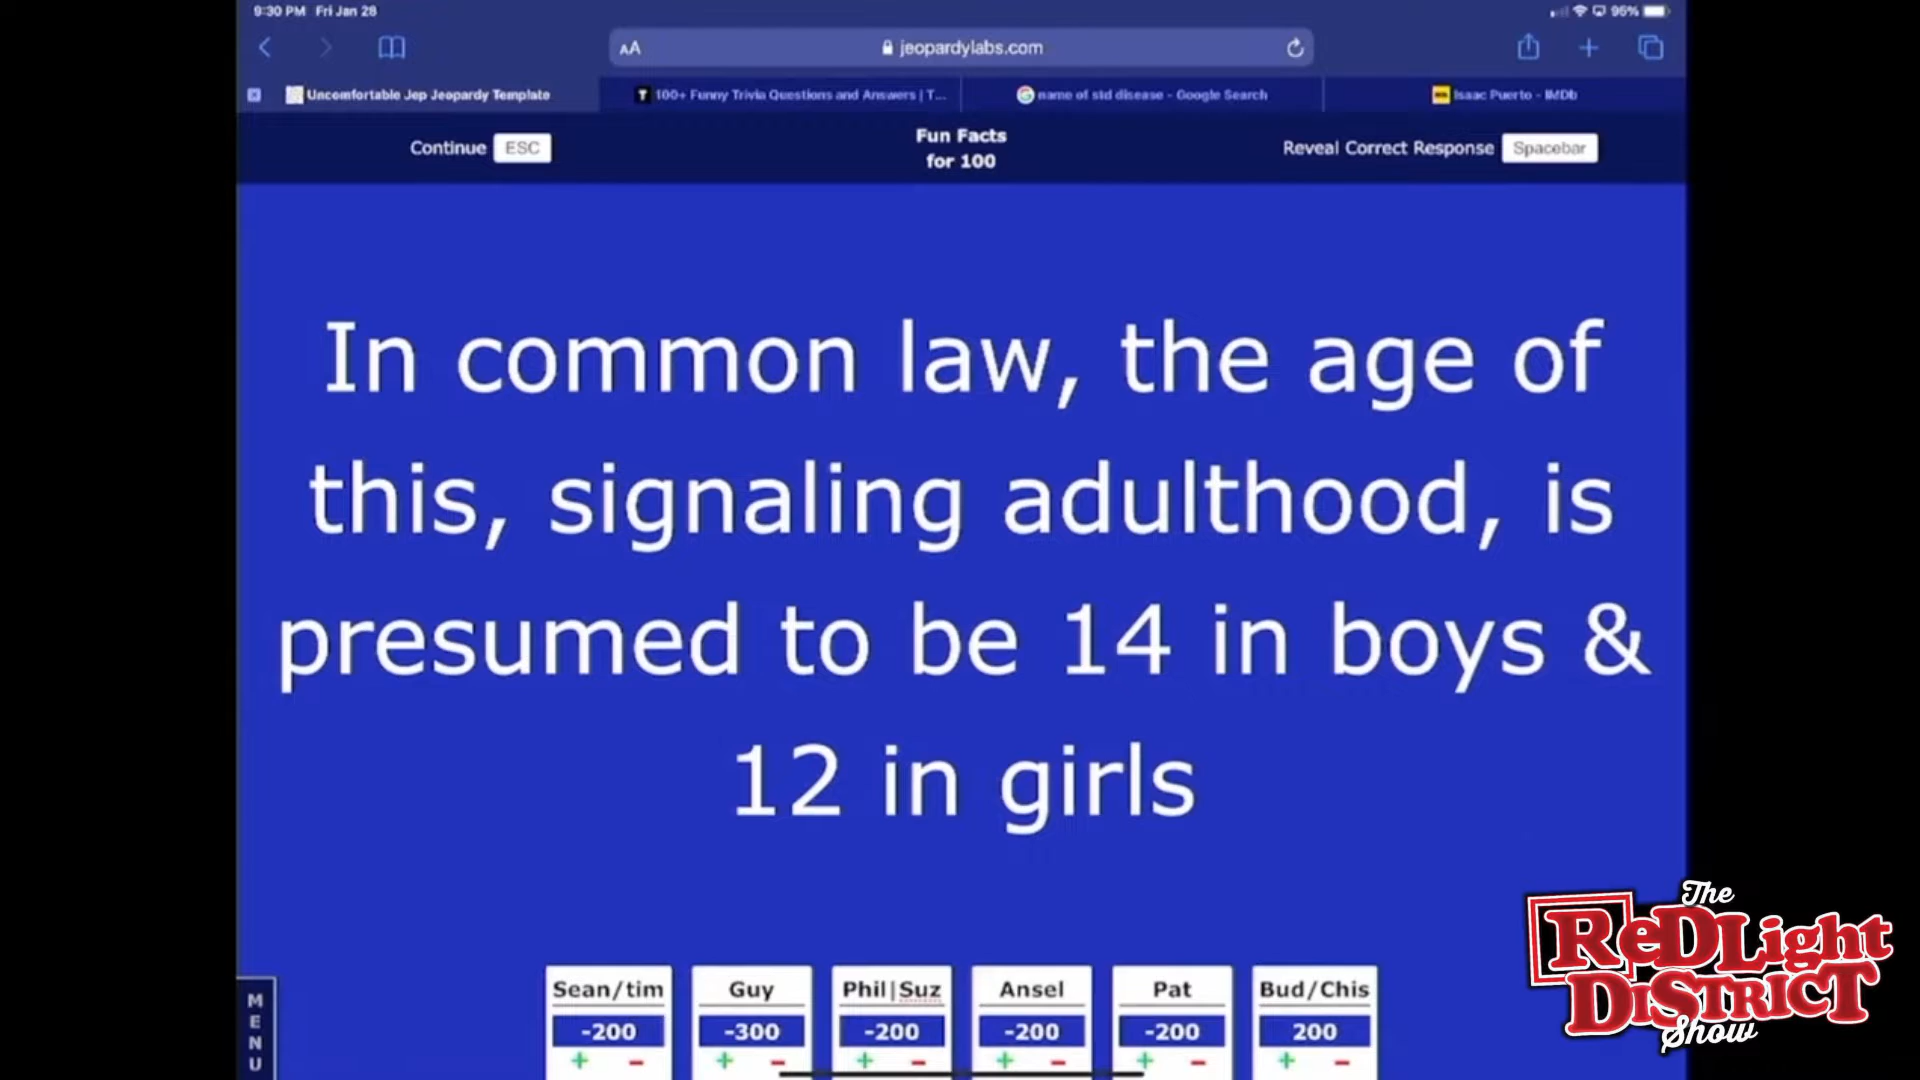 9:30 PM Fri Jan 28
96%
AA
jeopardylabs.com
Uncomfortable Jep Jeopardy Template
T 100+ Funny Trivia Questions and Answers | T...
name of std disease - Google Search
Isaac Puerto - IMDb
Continue ESC
Fun Facts
for 100
Reveal Correct Response Spacebar
In common law, the age of
this, signaling adulthood, is
presumed to be 14 in boys &
12 in girls
MENU
Sean/tim Guy Phil|Suz Ansel Pat Bud/Chis
-200 -300 -200 -200 -200 200
+ - + - + - + - + - + -
The
ReDLight
DiSTRiCT
Show